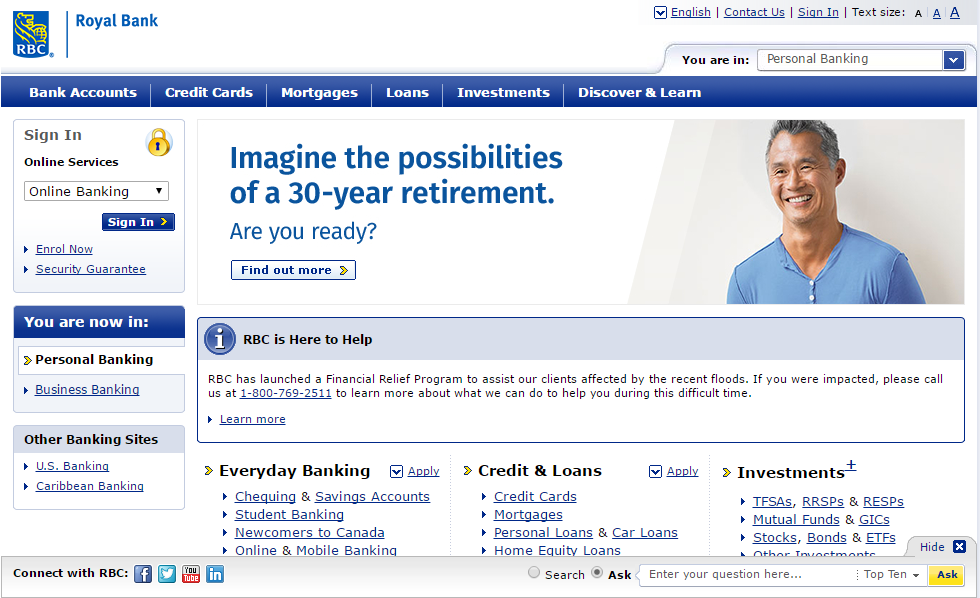 RBC
Royal Bank
English | Contact Us | Sign In | Text size: A | A | A
You are in: Personal Banking
Bank Accounts
Credit Cards
Mortgages
Loans
Investments
Discover & Learn
Sign In
Online Services
Online Banking
Sign In
Enrol Now
Security Guarantee
Imagine the possibilities
of a 30-year retirement.
Are you ready?
Find out more
You are now in:
Personal Banking
Business Banking
Other Banking Sites
U.S. Banking
Caribbean Banking
i RBC is Here to Help
RBC has launched a Financial Relief Program to assist our clients affected by the recent floods. If you were impacted, please call
us at 1-800-769-2511 to learn more about what we can do to help you during this difficult time.
Learn more
Everyday Banking Apply
Chequing & Savings Accounts
Student Banking
Newcomers to Canada
Online & Mobile Banking
Credit & Loans Apply
Credit Cards
Mortgages
Personal Loans & Car Loans
Home Equity Loans
Investments+
TFSAs, RRSPs & RESPs
Mutual Funds & GICs
Stocks, Bonds & ETFs
Other Investments
Hide X
Connect with RBC: f You Tube in
Search Ask Enter your question here... Top Ten Ask